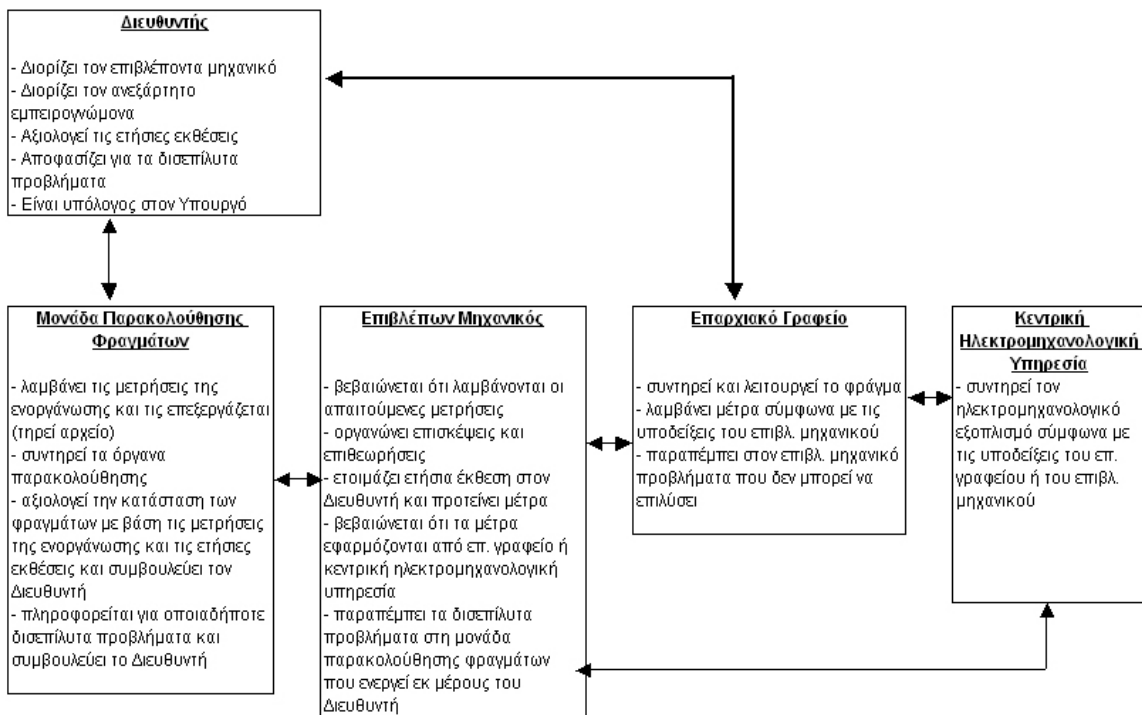 Διευθυντής
- Διορίζει τον επιβλέποντα μηχανικό
- Διορίζει τον ανεξάρτητο
εμπειρογνώμονα
- Αξιολογεί τις ετήσιες εκθέσεις
- Αποφασίζει για τα δισεπίλυτα
προβλήματα
- Είναι υπόλογος στον Υπουργό
Μονάδα Παρακολούθησης
Φραγμάτων
- λαμβάνει τις μετρήσεις της
ενοργάνωσης και τις επεξεργάζεται
(τηρεί αρχείο)
- συντηρεί τα όργανα
παρακολούθησης
- αξιολογεί την κατάσταση των
φραγμάτων με βάση τις μετρήσεις
της ενοργάνωσης και τις ετήσιες
εκθέσεις και συμβουλεύει τον
Διευθυντή
- πληροφορείται για οποιαδήποτε
δισεπίλυτα προβλήματα και
συμβουλεύει το Διευθυντή
Επιβλέπων Μηχανικός
- βεβαιώνεται ότι λαμβάνονται οι
απαιτούμενες μετρήσεις
- οργανώνει επισκέψεις και
επιθεωρήσεις
- ετοιμάζει ετήσια έκθεση στον
Διευθυντή και προτείνει μέτρα
- βεβαιώνεται ότι τα μέτρα
εφαρμόζονται από επ. γραφείο ή
κεντρική ηλεκτρομηχανολογική
υπηρεσία
- παραπέμπει τα δισεπίλυτα
προβλήματα στη μονάδα
παρακολούθησης φραγμάτων
που ενεργεί εκ μέρους του
Διευθυντή
Επαρχιακό Γραφείο
- συντηρεί και λειτουργεί το φράγμα
- λαμβάνει μέτρα σύμφωνα με τις
υποδείξεις του επιβλ. μηχανικού
- παραπέμπει στον επιβλ. μηχανικό
προβλήματα που δεν μπορεί να
επιλύσει
Κεντρική
Ηλεκτρομηχανολογική
Υπηρεσία
- συντηρεί τον
ηλεκτρομηχανολογικό
εξοπλισμό σύμφωνα με
τις υποδείξεις του επ.
γραφείου ή του επιβλ.
μηχανικού